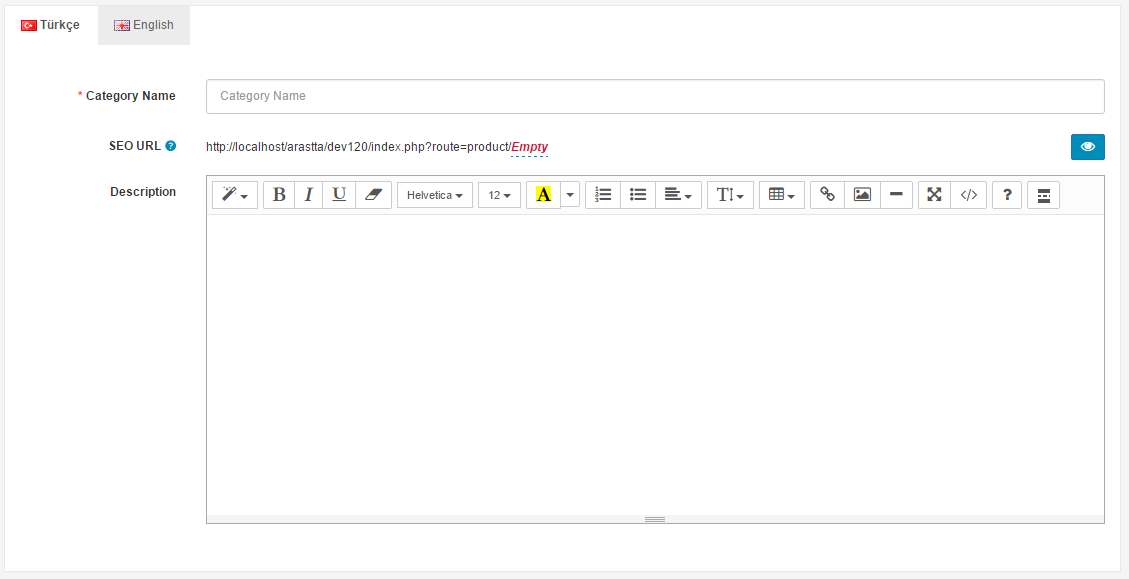 Türkçe English
* Category Name Category Name
SEO URL ? http://localhost/arastta/dev120/index.php?route=product/Empty
Description B I U Helvetica 12 A T </> ?